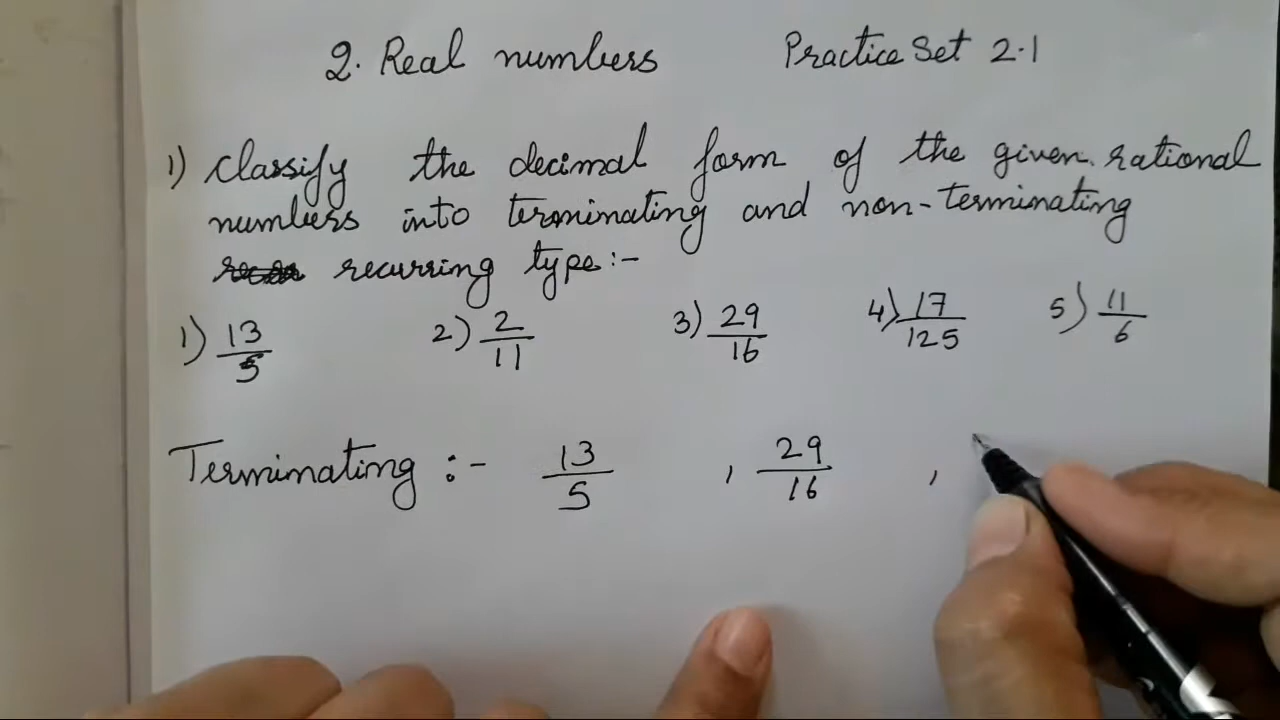 2. Real numbers Practice Set 2.1
1) classify the decimal form of the given rational
numbers into terminating and non-terminating
recurring type:-
1) 13/5 2) 2/11 3) 29/16 4) 17/125 5) 11/6
Terminating :- 13/5 , 29/16 ,